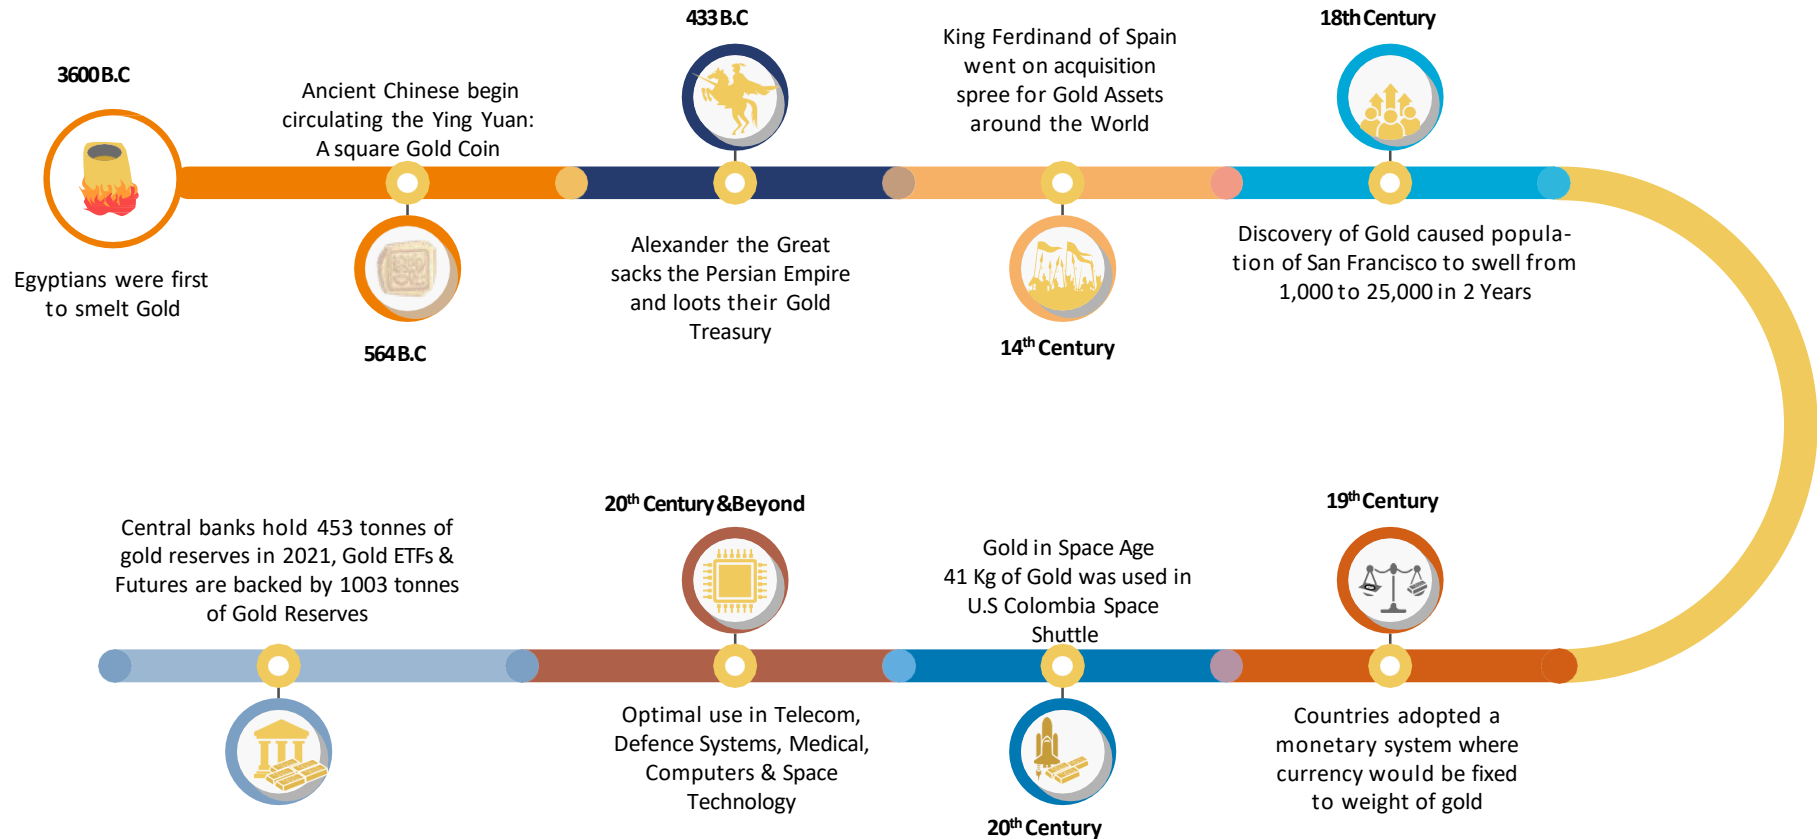 3600 B.C
Egyptians were first
to smelt Gold
Ancient Chinese begin
circulating the Ying Yuan:
A square Gold Coin
564 B.C
433 B.C
Alexander the Great
sacks the Persian Empire
and loots their Gold
Treasury
King Ferdinand of Spain
went on acquisition
spree for Gold Assets
around the World
14th Century
18th Century
Discovery of Gold caused popula-
tion of San Francisco to swell from
1,000 to 25,000 in 2 Years
19th Century
Countries adopted a
monetary system where
currency would be fixed
to weight of gold
Gold in Space Age
41 Kg of Gold was used in
U.S Colombia Space
Shuttle
20th Century
20th Century & Beyond
Optimal use in Telecom,
Defence Systems, Medical,
Computers & Space
Technology
Central banks hold 453 tonnes of
gold reserves in 2021, Gold ETFs &
Futures are backed by 1003 tonnes
of Gold Reserves